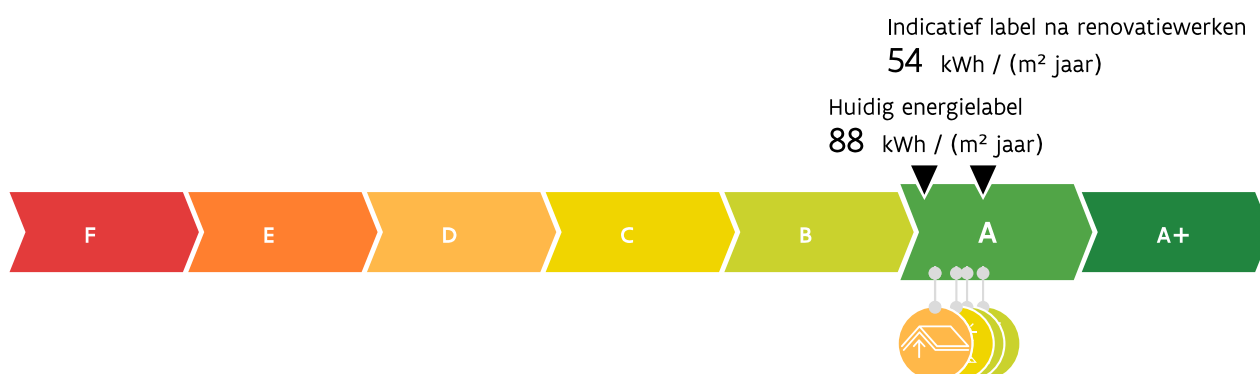 Indicatief label na renovatiewerken
54 kWh / (m² jaar)
Huidig energielabel
88 kWh / (m² jaar)
F E D C B A A+